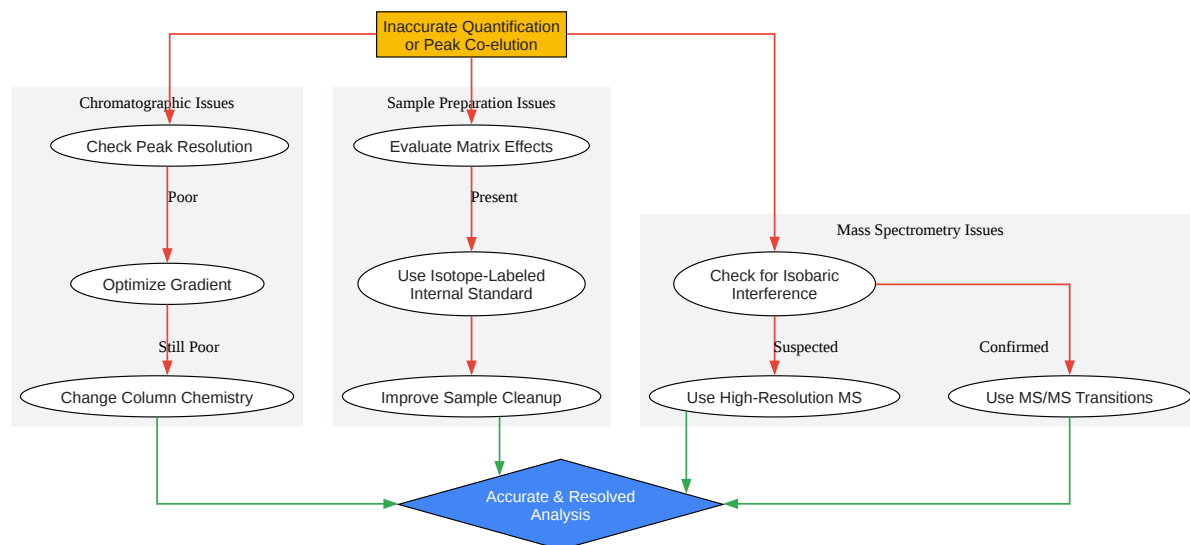 Inaccurate Quantification
or Peak Co-elution
Chromatographic Issues
Check Peak Resolution
Poor
Optimize Gradient
Still Poor
Change Column Chemistry
Sample Preparation Issues
Evaluate Matrix Effects
Present
Use Isotope-Labeled
Internal Standard
Improve Sample Cleanup
Mass Spectrometry Issues
Check for Isobaric
Interference
Suspected
Confirmed
Use High-Resolution MS
Use MS/MS Transitions
Accurate & Resolved
Analysis